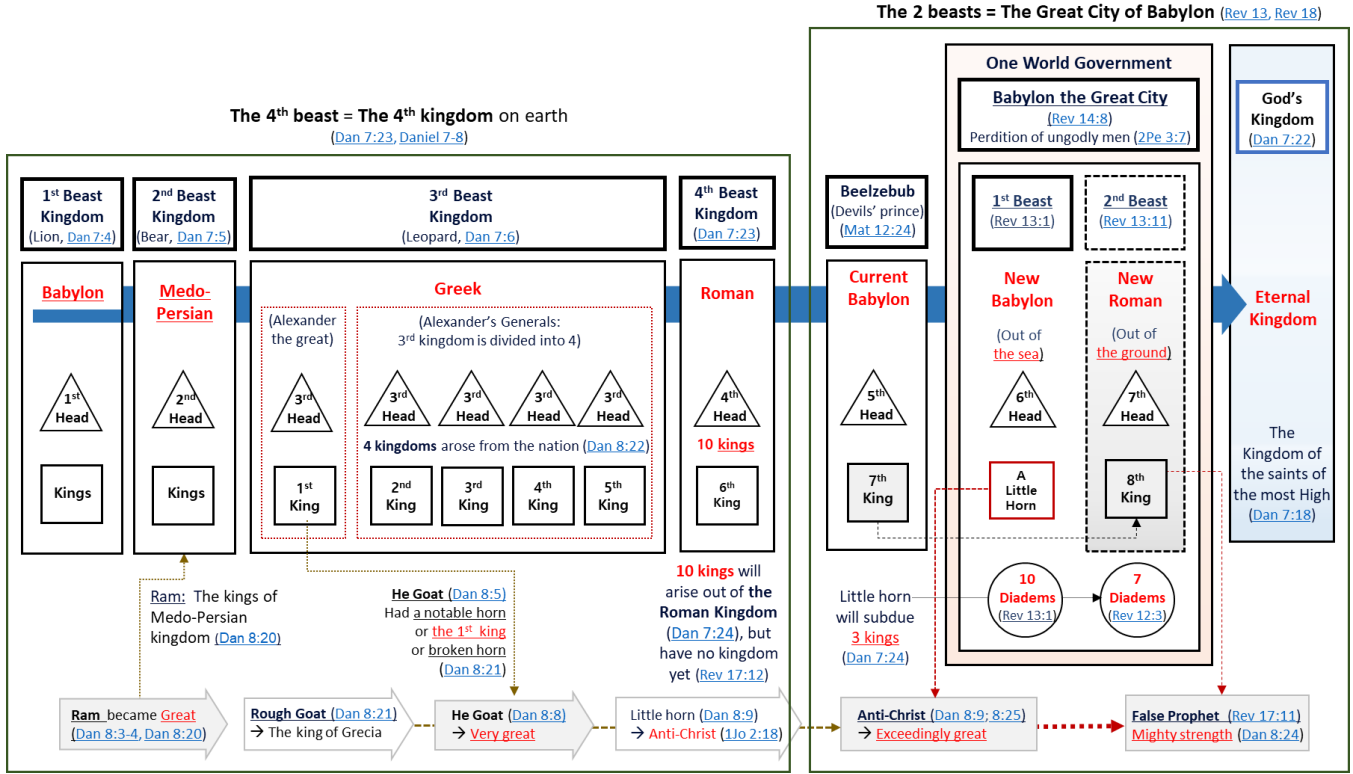 The 2 beasts = The Great City of Babylon (Rev 13, Rev 18)
The 4th beast = The 4th kingdom on earth
(Dan 7:23, Daniel 7-8)
1st Beast
Kingdom
(Lion, Dan 7:4)
2nd Beast
Kingdom
(Bear, Dan 7:5)
3rd Beast
Kingdom
(Leopard, Dan 7:6)
4th Beast
Kingdom
(Dan 7:23)
Babylon
Medo-
Persian
Greek
Roman
(Alexander
the great)
(Alexander's Generals:
3rd kingdom is divided into 4)
1st
Head
2nd
Head
3rd
Head
3rd
Head
3rd
Head
3rd
Head
3rd
Head
4th
Head
4 kingdoms arose from the nation (Dan 8:22)
10 kings
Kings
Kings
1st
King
2nd
King
3rd
King
4th
King
5th
King
6th
King
Ram: The kings of
Medo-Persian
kingdom (Dan 8:20)
He Goat (Dan 8:5)
Had a notable horn
or the 1st king
or broken horn
(Dan 8:21)
10 kings will
arise out of the
Roman Kingdom
(Dan 7:24), but
have no kingdom
yet (Rev 17:12)
One World Government
Babylon the Great City
(Rev 14:8)
Perdition of ungodly men (2Pe 3:7)
God's
Kingdom
(Dan 7:22)
Beelzebub
(Devils' prince)
(Mat 12:24)
1st Beast
(Rev 13:1)
2nd Beast
(Rev 13:11)
Current
Babylon
New
Babylon
New
Roman
Eternal
Kingdom
(Out of
the sea)
(Out of
the ground)
5th
Head
6th
Head
7th
Head
7th
King
A
Little
Horn
8th
King
The
Kingdom of
the saints of
the most High
(Dan 7:18)
Little horn
will subdue
3 kings
(Dan 7:24)
10
Diadems
(Rev 13:1)
7
Diadems
(Rev 12:3)
Ram became Great
(Dan 8:3-4, Dan 8:20)
Rough Goat (Dan 8:21)
→ The king of Grecia
He Goat (Dan 8:8)
→ Very great
Little horn (Dan 8:9)
→ Anti-Christ (1Jo 2:18)
Anti-Christ (Dan 8:9; 8:25)
→ Exceedingly great
False Prophet (Rev 17:11)
Mighty strength (Dan 8:24)